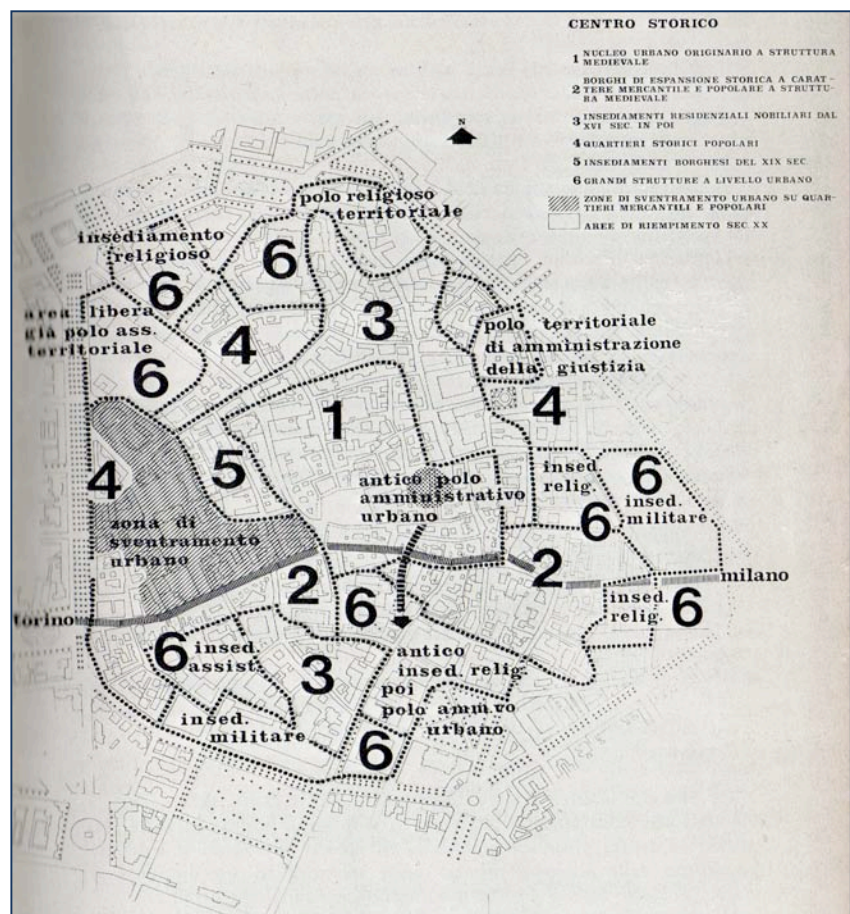 CENTRO STORICO
1 NUCLEO URBANO ORIGINARIO A STRUTTURA
MEDIEVALE
BORGHI DI ESPANSIONE STORICA A CARAT-
2 TERE MERCANTILE E POPOLARE A STRUTTU-
RA MEDIEVALE
3 INSEDIAMENTI RESIDENZIALI NOBILIARI DAL
XVI SEC. IN POI
4 QUARTIERI STORICI POPOLARI
5 INSEDIAMENTI BORGHESI DEL XIX SEC
6 GRANDI STRUTTURE A LIVELLO URBANO
ZONE DI SVENTRAMENTO URBANO SU QUAR-
TIERI MERCANTILI E POPOLARI
AREE DI RIEMPIMENTO SEC. XX
N
polo religioso
territoriale
insediamento
religioso
6
6
area libera
già polo ass.
territoriale
6
4
3
polo territoriale
di amministrazione
della giustizia
4
1
5
4
antico polo
amministrativo
urbano
insed.
relig.
6
6
insed.
militare
zona di
sventramento
urbano
2
2
6
milano
torino
insed.
relig.
6
6
insed.
assist.
3
antico
insed. relig.
poi
polo amm.vo
urbano
insed.
militare
6